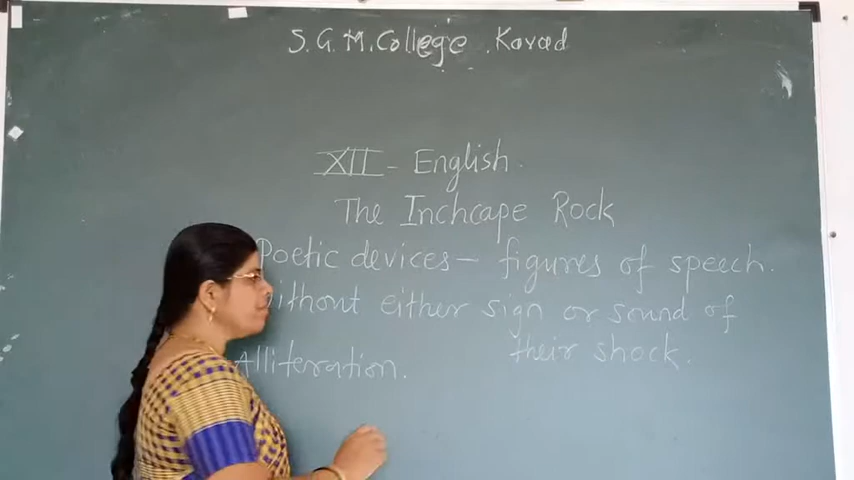 S.G.M. College . Karad
XII - English.
The Inchcape Rock
Poetic devices - figures of speech.
without either sign or sound of
their shock.
Alliteration.